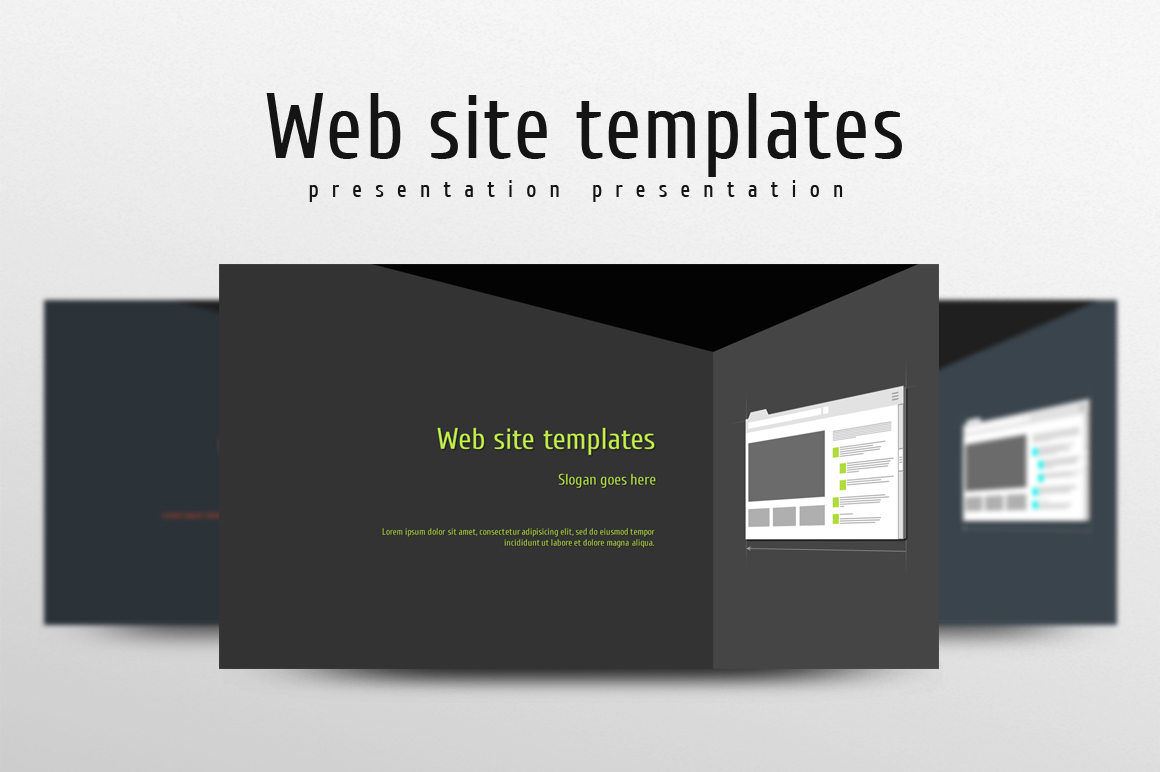 Web site templates
presentation presentation
Web site templates
Slogan goes here
Lorem ipsum dolor sit amet, consectetur adipisicing elit, sed do eiusmod tempor
incididunt ut labore et dolore magna aliqua.